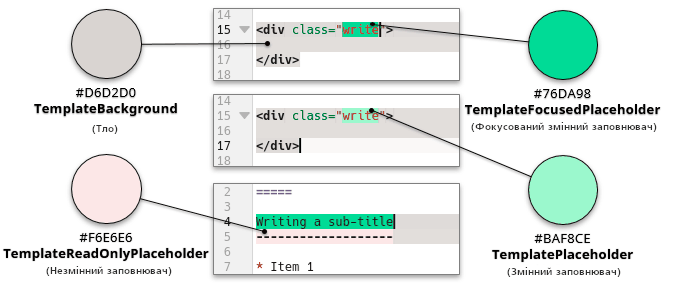 #D6D2D0
TemplateBackground
(Тло)
#F6E6E6
TemplateReadOnlyPlaceholder
(Незмінний заповнювач)
14
15 <div class="write">
16
17 </div>
18
14
15 <div class="write">
16
17 </div>
18
2 =====
3
4 Writing a sub-title
5 -------------------
6
7 * Item 1
#76DA98
TemplateFocusedPlaceholder
(Фокусований змінний заповнювач)
#BAF8CE
TemplatePlaceholder
(Змінний заповнювач)